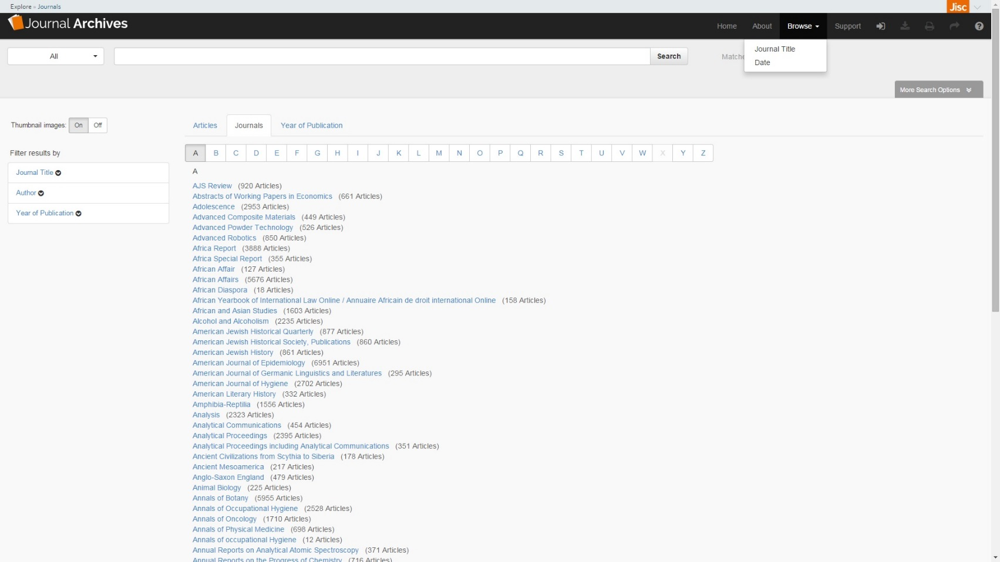 Explore » Journals
Jisc
Journal Archives
Home About Browse Support
Journal Title
Date
All
Search
Matche
More Search Options
Thumbnail images: On Off
Articles Journals Year of Publication
Filter results by
Journal Title
Author
Year of Publication
A B C D E F G H I J K L M N O P Q R S T U V W X Y Z
A
AJS Review (920 Articles)
Abstracts of Working Papers in Economics (661 Articles)
Adolescence (2953 Articles)
Advanced Composite Materials (449 Articles)
Advanced Powder Technology (526 Articles)
Advanced Robotics (850 Articles)
Africa Report (3888 Articles)
Africa Special Report (355 Articles)
African Affair (127 Articles)
African Affairs (5676 Articles)
African Diaspora (18 Articles)
African Yearbook of International Law Online / Annuaire Africain de droit international Online (158 Articles)
African and Asian Studies (1603 Articles)
Alcohol and Alcoholism (2235 Articles)
American Jewish Historical Quarterly (877 Articles)
American Jewish Historical Society, Publications (860 Articles)
American Jewish History (861 Articles)
American Journal of Epidemiology (6951 Articles)
American Journal of Germanic Linguistics and Literatures (295 Articles)
American Journal of Hygiene (2702 Articles)
American Literary History (332 Articles)
Amphibia-Reptilia (1556 Articles)
Analysis (2323 Articles)
Analytical Communications (454 Articles)
Analytical Proceedings (2395 Articles)
Analytical Proceedings including Analytical Communications (351 Articles)
Ancient Civilizations from Scythia to Siberia (178 Articles)
Ancient Mesoamerica (217 Articles)
Anglo-Saxon England (479 Articles)
Animal Biology (225 Articles)
Annals of Botany (5955 Articles)
Annals of Occupational Hygiene (2528 Articles)
Annals of Oncology (1710 Articles)
Annals of Physical Medicine (698 Articles)
Annals of occupational Hygiene (12 Articles)
Annual Reports on Analytical Atomic Spectroscopy (371 Articles)
Annual Reports on the Progress of Chemistry (716 Articles)